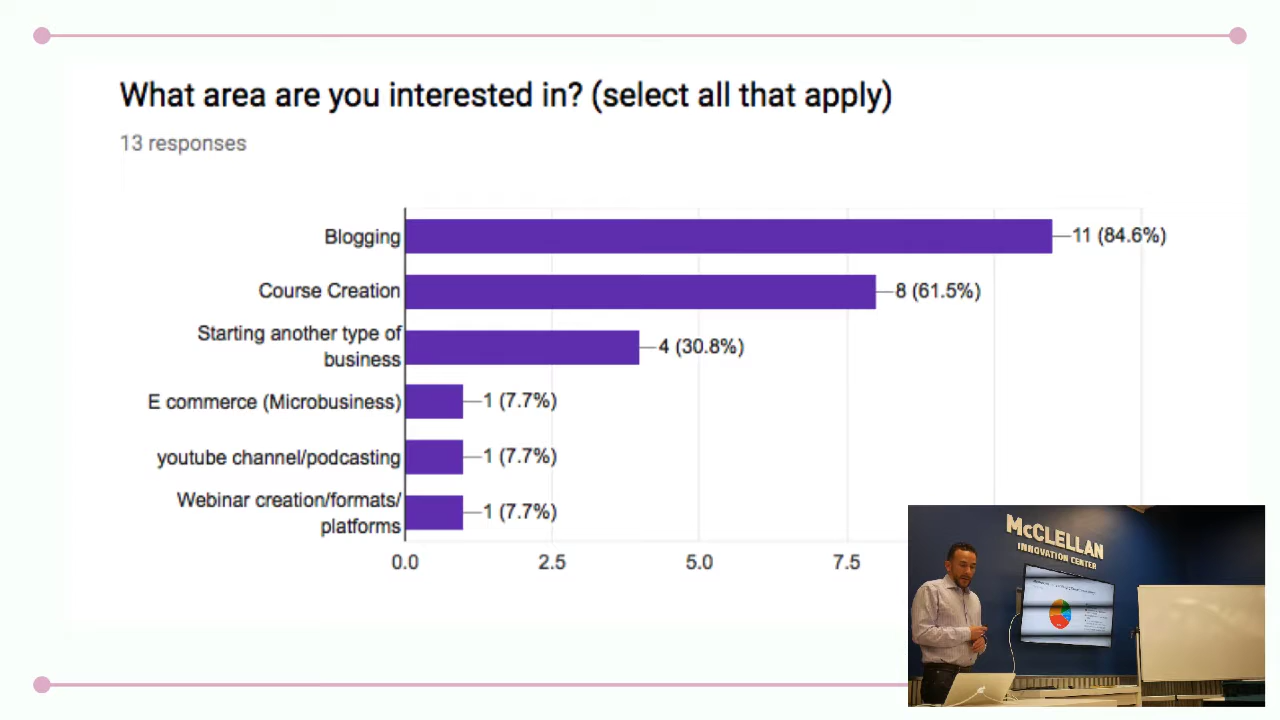 What area are you interested in? (select all that apply)
13 responses
Blogging
11 (84.6%)
Course Creation
8 (61.5%)
Starting another type of
business
4 (30.8%)
E commerce (Microbusiness)
1 (7.7%)
youtube channel/podcasting
1 (7.7%)
Webinar creation/formats/
platforms
1 (7.7%)
0.0
2.5
5.0
7.5
McCLELLAN
INNOVATION CENTER